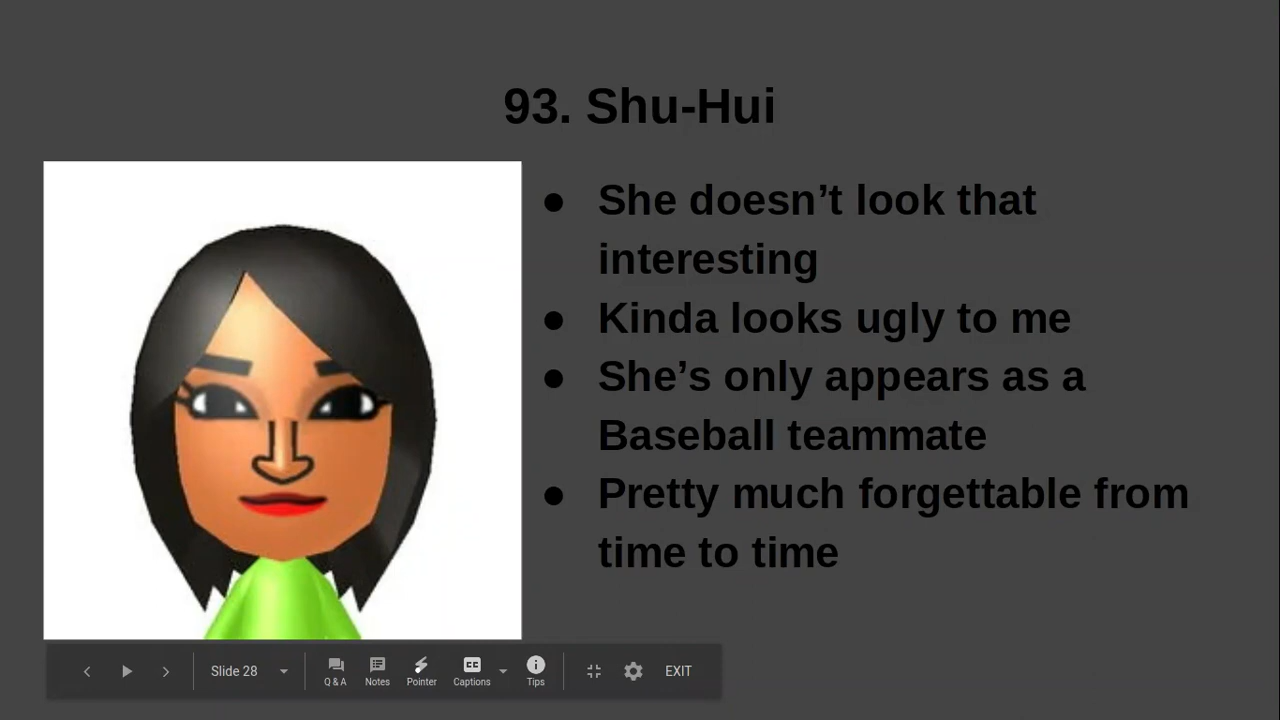 93. Shu-Hui
● She doesn’t look that
interesting
● Kinda looks ugly to me
● She’s only appears as a
Baseball teammate
● Pretty much forgettable from
time to time
Slide 28 Q & A Notes Pointer CC Captions Tips EXIT